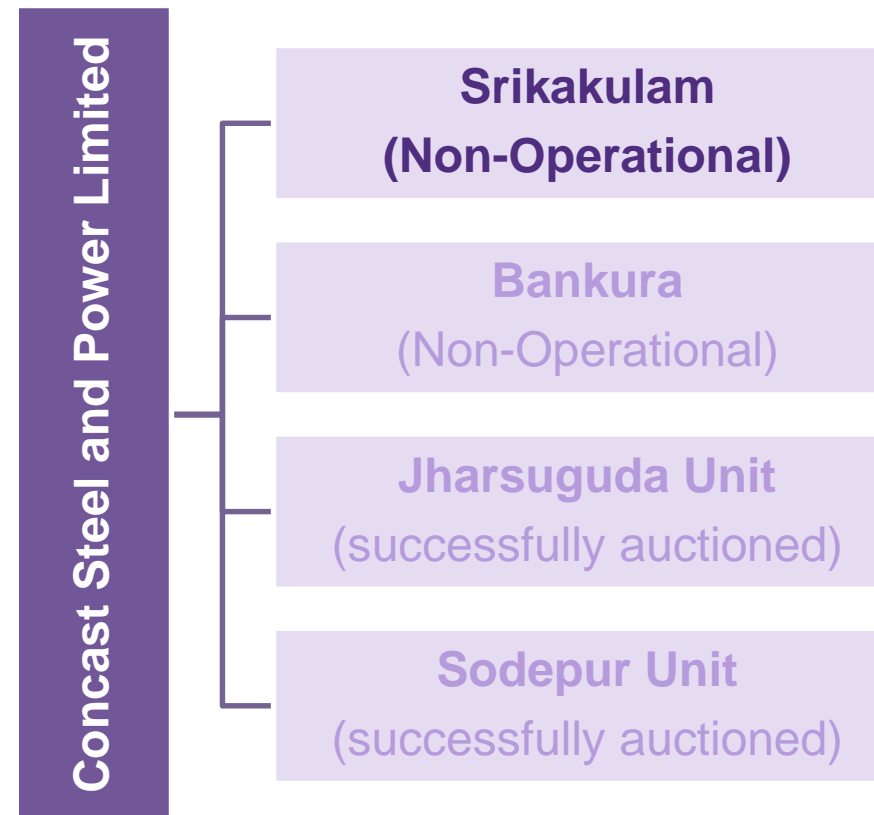 Concast Steel and Power Limited
Srikakulam
(Non-Operational)
Bankura
(Non-Operational)
Jharsuguda Unit
(successfully auctioned)
Sodepur Unit
(successfully auctioned)